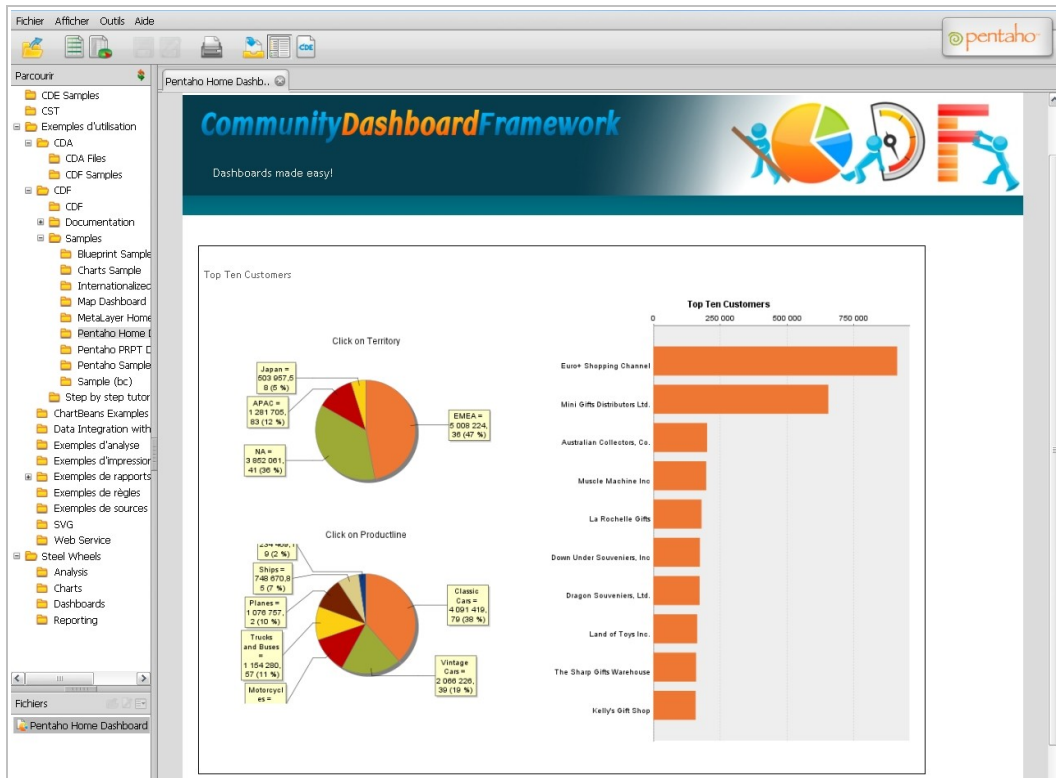 Fichier Afficher Outils Aide
pentaho
CDE
Parcourir
Pentaho Home Dashb..
CDE Samples
CST
Exemples d'utilisation
CDA
CDA Files
CDF Samples
CDF
CDF
Documentation
Samples
Blueprint Sample
Charts Sample
Internationalizec
Map Dashboard
MetaLayer Home
Pentaho Home D
Pentaho PRPT D
Pentaho Sample
Sample (bc)
Step by step tutor
ChartBeans Examples
Data Integration with
Exemples d'analyse
Exemples d'impression
Exemples de rapports
Exemples de règles
Exemples de sources
SVG
Web Service
Steel Wheels
Analysis
Charts
Dashboards
Reporting
Fichiers
Pentaho Home Dashboard
CommunityDashboardFramework
Dashboards made easy!
CDF
Top Ten Customers
Click on Territory
Japan =
503 957,5
8 (5 %)
APAC =
1 281 705,
83 (12 %)
NA =
3 852 061,
41 (36 %)
EMEA =
5 008 224,
36 (47 %)
Click on Productline
9 (2 %)
Ships =
748 670,8
5 (7 %)
Planes =
1 076 757,
2 (10 %)
Trucks
and Buses
=
1 154 280,
57 (11 %)
Motorcycl
es =
Classic
Cars =
4 091 419,
79 (38 %)
Vintage
Cars =
2 066 226,
39 (19 %)
Top Ten Customers
0 250 000 500 000 750 000
Euro+ Shopping Channel
Mini Gifts Distributors Ltd.
Australian Collectors, Co.
Muscle Machine Inc
La Rochelle Gifts
Down Under Souveniers, Inc
Dragon Souveniers, Ltd.
Land of Toys Inc.
The Sharp Gifts Warehouse
Kelly's Gift Shop